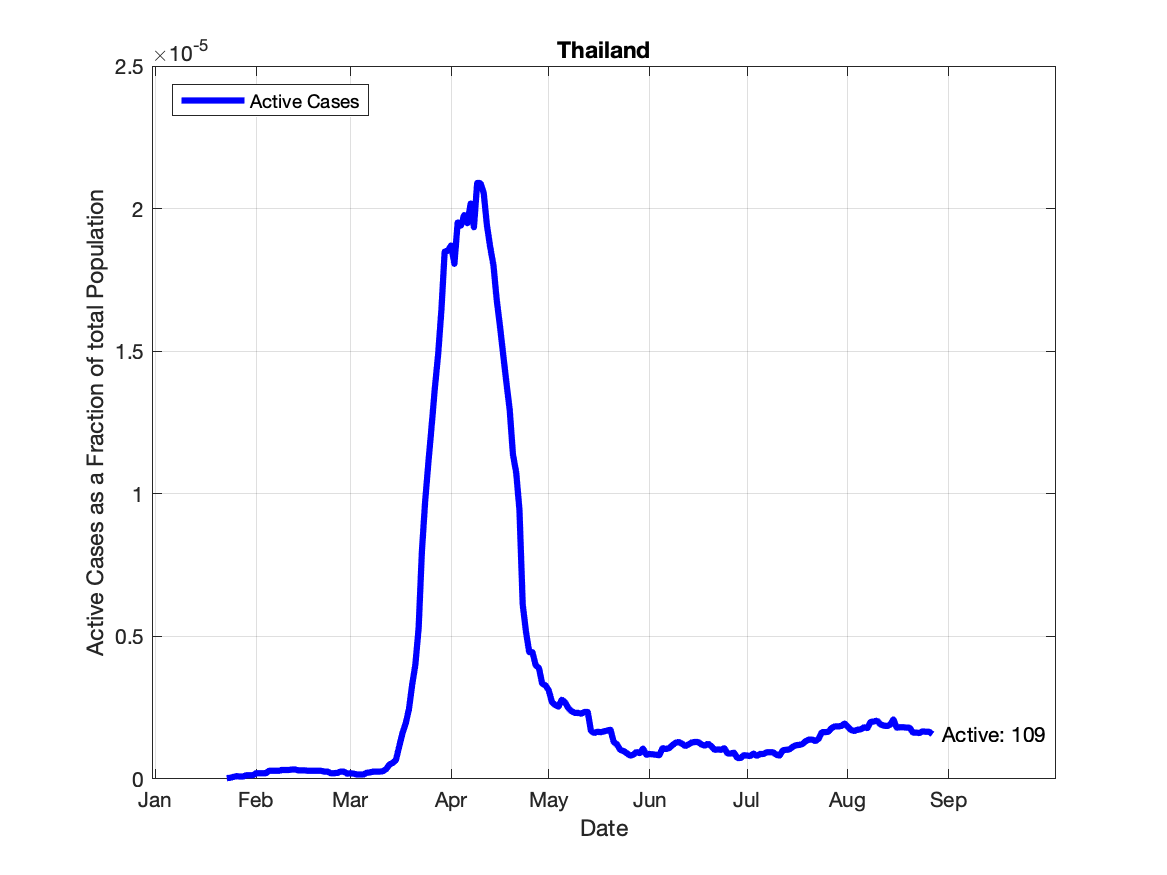 Thailand
×10-5
2.5
2
1.5
1
0.5
0
Active Cases as a Fraction of total Population
Active Cases
Active: 109
Jan Feb Mar Apr May Jun Jul Aug Sep
Date